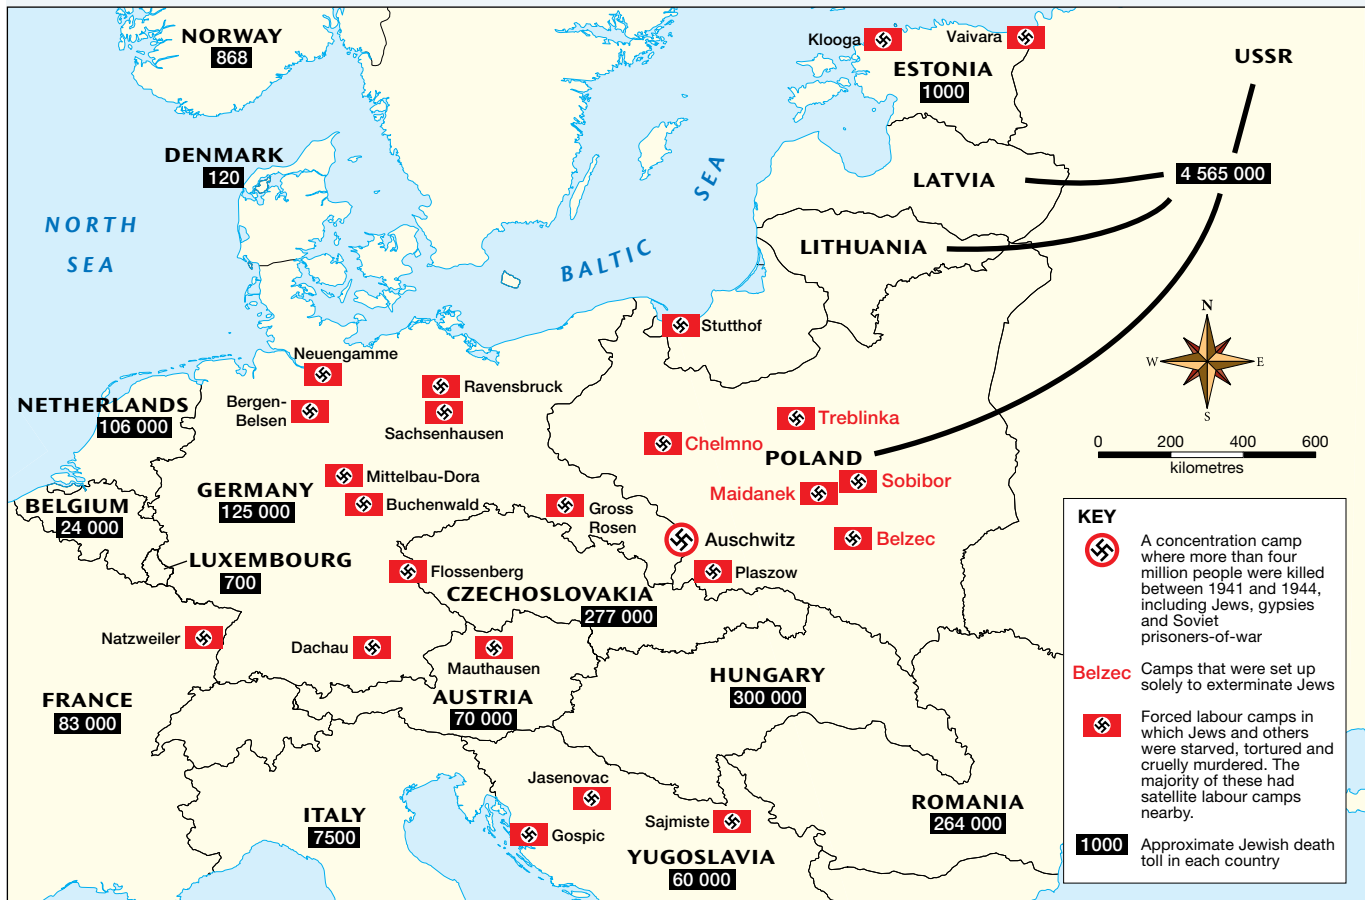 NORWAY
868
DENMARK
120
NORTH
SEA
BALTIC
SEA
Klooga
Vaivara
ESTONIA
1000
USSR
4 565 000
LATVIA
LITHUANIA
Stutthof
Neuengamme
Ravensbruck
Bergen-
Belsen
Sachsenhausen
NETHERLANDS
106 000
Treblinka
Chelmno
POLAND
Sobibor
Maidanek
Mittelbau-Dora
GERMANY
125 000
Buchenwald
Gross
Rosen
BELGIUM
24 000
Auschwitz
Belzec
LUXEMBOURG
700
Flossenberg
Plaszow
CZECHOSLOVAKIA
277 000
Natzweiler
Dachau
Mauthausen
FRANCE
83 000
AUSTRIA
70 000
HUNGARY
300 000
Jasenovac
ITALY
7500
Gospic
Sajmiste
ROMANIA
264 000
YUGOSLAVIA
60 000
N
W
E
S
0 200 400 600
kilometres
KEY
A concentration camp
where more than four
million people were killed
between 1941 and 1944,
including Jews, gypsies
and Soviet
prisoners-of-war
Belzec Camps that were set up
solely to exterminate Jews
Forced labour camps in
which Jews and others
were starved, tortured and
cruelly murdered. The
majority of these had
satellite labour camps
nearby.
1000 Approximate Jewish death
toll in each country